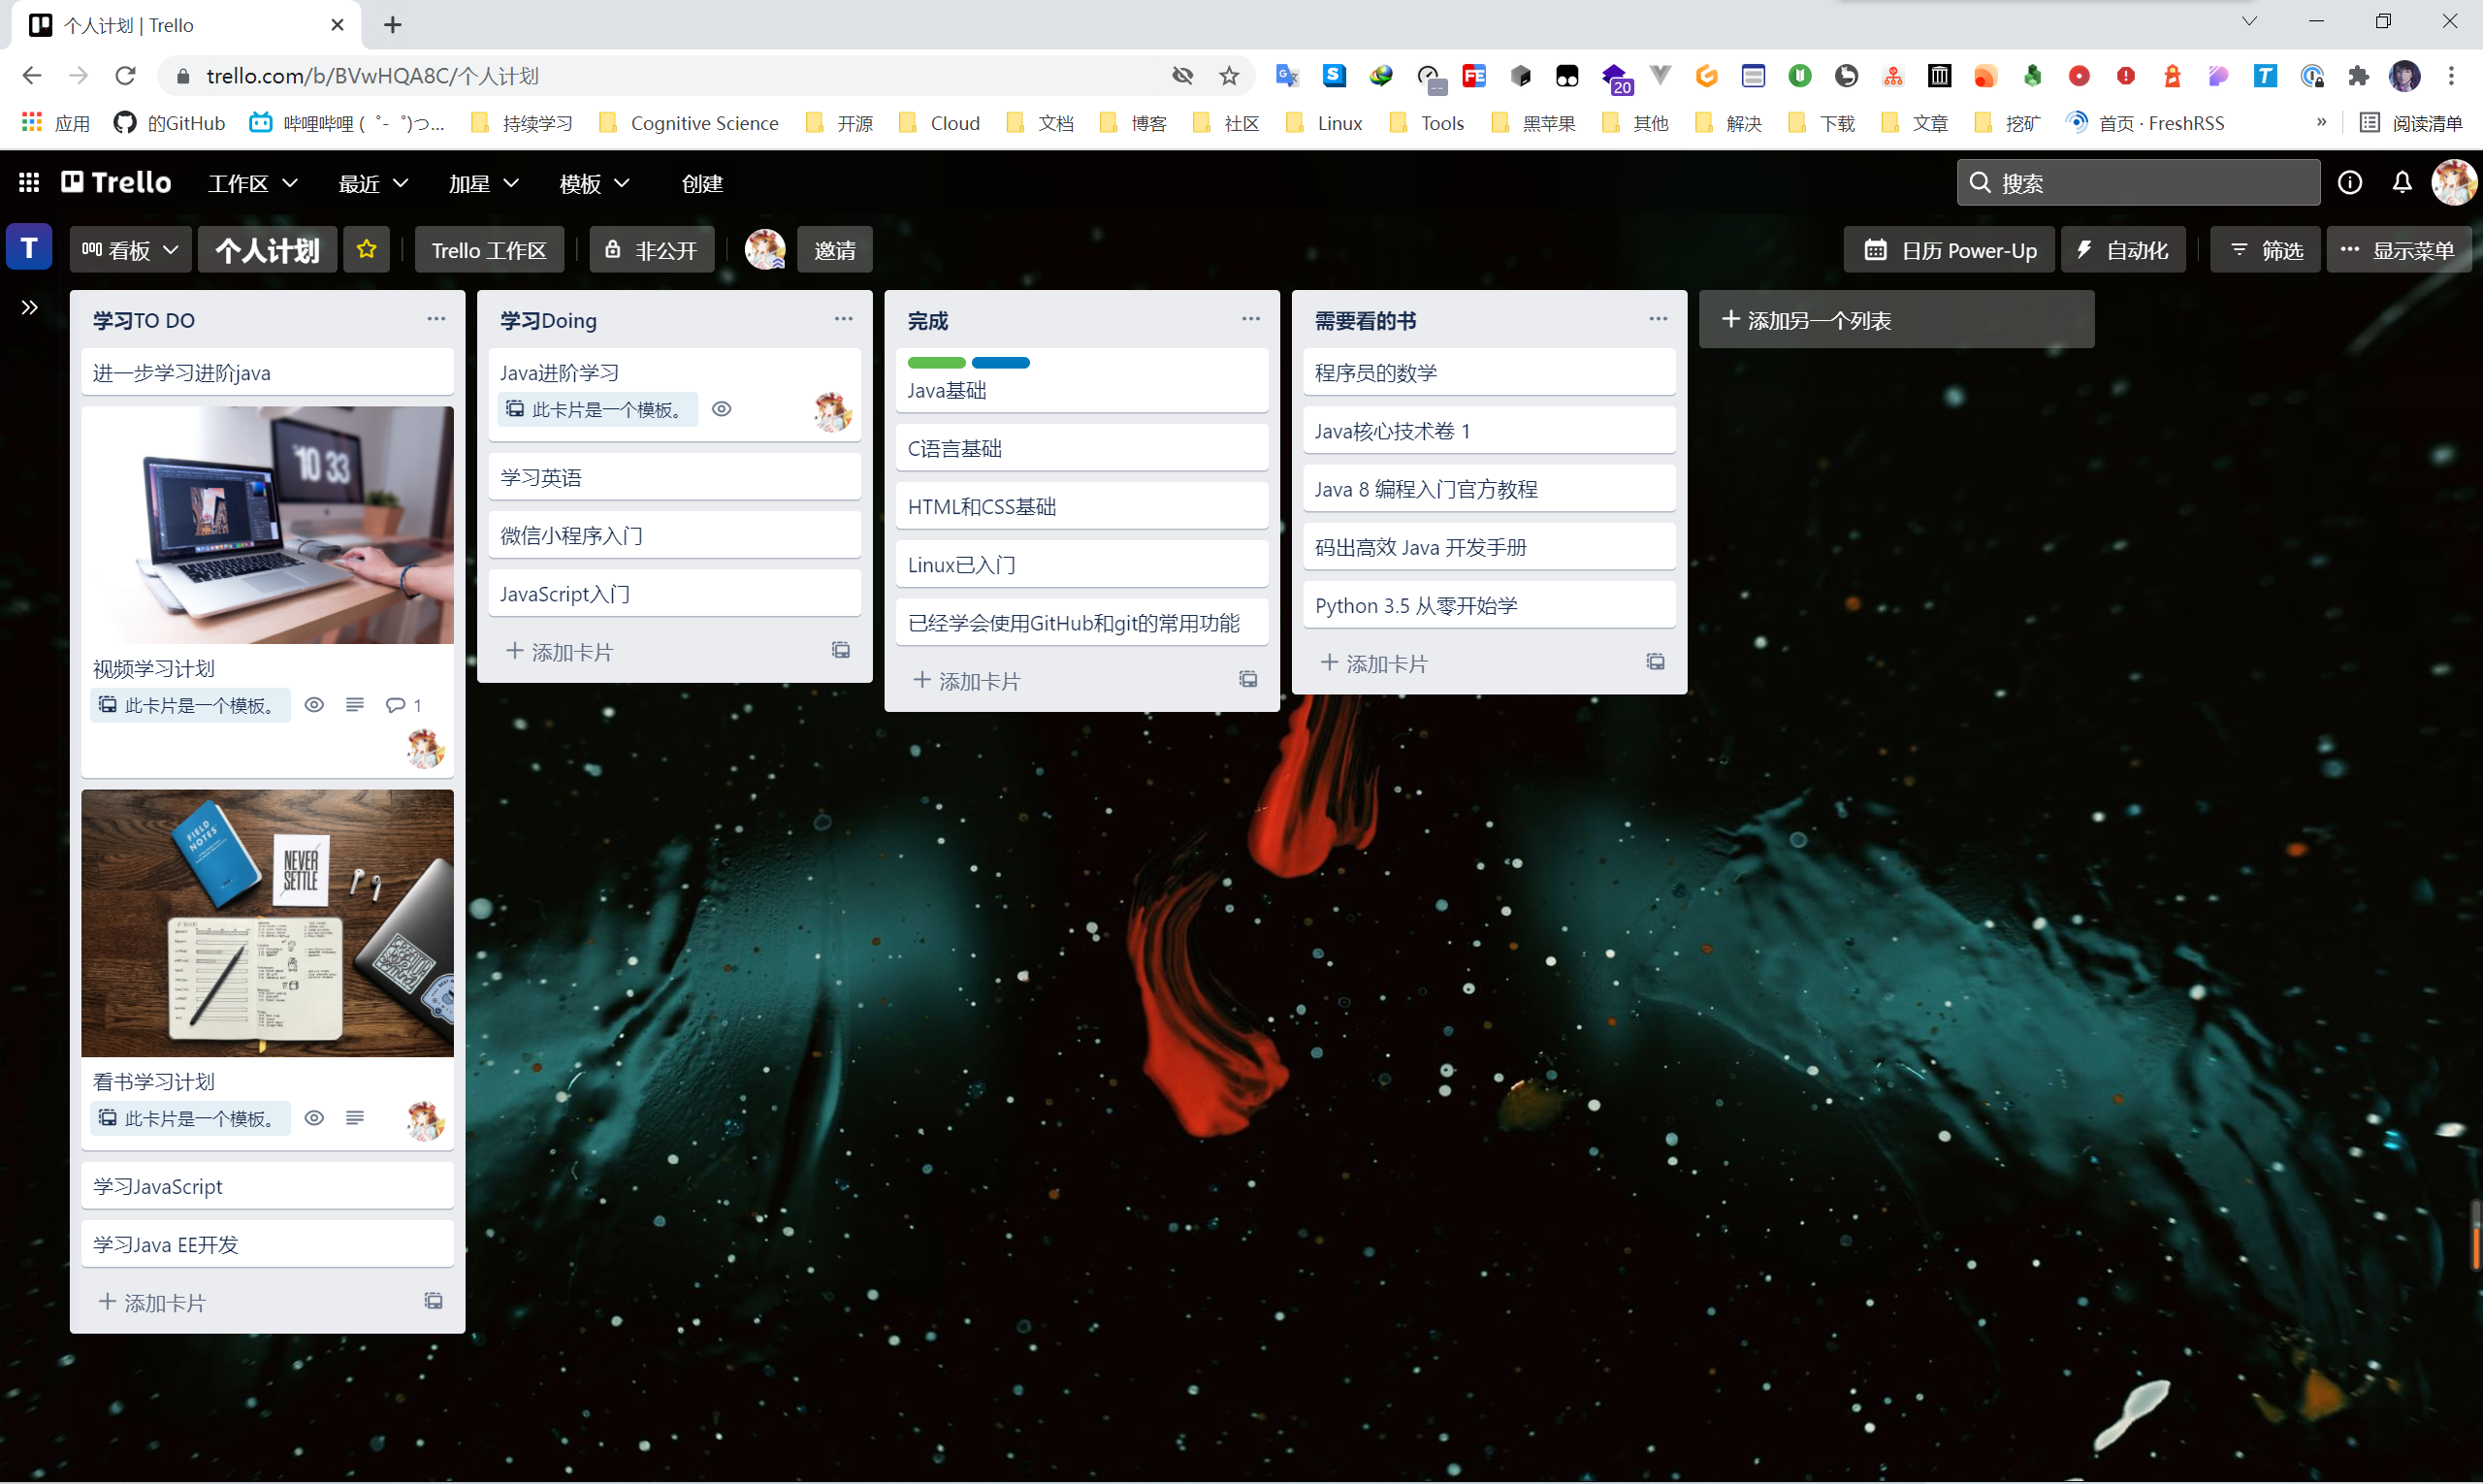 个人计划 | Trello
trello.com/b/BVwHQA8C/个人计划
20
应用
的GitHub
哔哩哔哩 (゜-゜)つ...
持续学习
Cognitive Science
开源
Cloud
文档
博客
社区
Linux
Tools
黑苹果
其他
解决
下载
文章
挖矿
首页 · FreshRSS
»
阅读清单
Trello
工作区
最近
加星
模板
创建
搜索
T
看板
个人计划
Trello 工作区
非公开
邀请
日历 Power-Up
自动化
筛选
显示菜单
学习TO DO
进一步学习进阶java
10 33
视频学习计划
此卡片是一个模板。
1
FIELD NOTES
NEVER
SETTLE
看书学习计划
此卡片是一个模板。
学习JavaScript
学习Java EE开发
添加卡片
学习Doing
Java进阶学习
此卡片是一个模板。
学习英语
微信小程序入门
JavaScript入门
添加卡片
完成
Java基础
C语言基础
HTML和CSS基础
Linux已入门
已经学会使用GitHub和git的常用功能
添加卡片
需要看的书
程序员的数学
Java核心技术卷 1
Java 8 编程入门官方教程
码出高效 Java 开发手册
Python 3.5 从零开始学
添加卡片
添加另一个列表